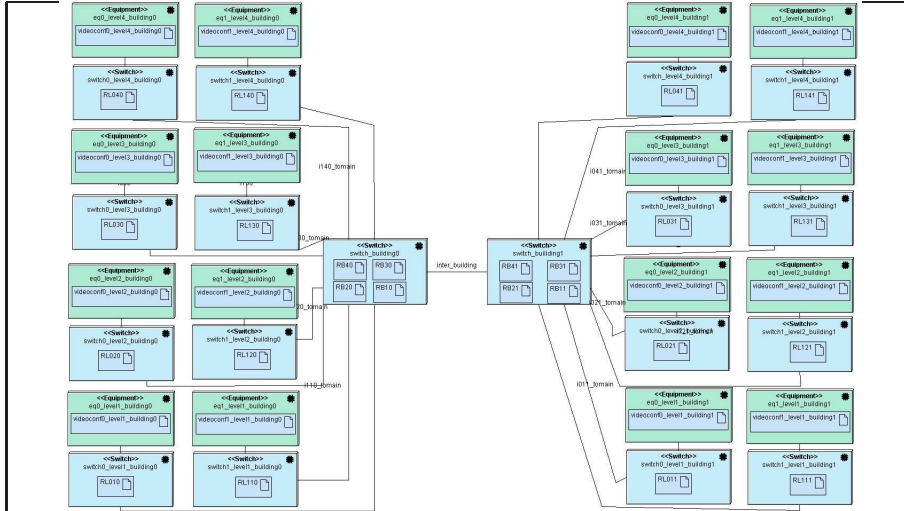 <<Equipment>>
eq0_level4_building0
videoconf0_level4_building0
<<Equipment>>
eq1_level4_building0
videoconf1_level4_building0
<<Equipment>>
eq0_level4_building1
videoconf0_level4_building1
<<Equipment>>
eq1_level4_building1
videoconf1_level4_building1
<<Switch>>
switch0_level4_building0
RL040
<<Switch>>
switch1_level4_building0
RL140
<<Switch>>
switch_level4_building1
RL041
<<Switch>>
switch1_level4_building1
RL141
<<Equipment>>
eq0_level3_building0
videoconf0_level3_building0
<<Equipment>>
eq1_level3_building0
videoconf1_level3_building0
i140_tomain
i041_tomain
<<Equipment>>
eq0_level3_building1
videoconf0_level3_building1
<<Equipment>>
eq1_level3_building1
videoconf1_level3_building1
<<Switch>>
switch0_level3_building0
RL030
<<Switch>>
switch1_level3_building0
RL130
30_tomain
i031_tomain
<<Switch>>
switch0_level3_building1
RL031
<<Switch>>
switch1_level3_building1
RL131
<<Switch>>
switch_building0
RB40
RB30
RB20
RB10
inter_building
<<Switch>>
switch_building1
RB41
RB31
RB21
RB11
<<Equipment>>
eq0_level2_building0
videoconf0_level2_building0
<<Equipment>>
eq1_level2_building0
videoconf1_level2_building0
20_tomain
i021_tomain
<<Equipment>>
eq0_level2_building1
videoconf0_level2_building1
<<Equipment>>
eq1_level2_building1
videoconf1_level2_building1
<<Switch>>
switch0_level2_building0
RL020
<<Switch>>
switch1_level2_building0
RL120
<<Switch>>
RL021
<<Switch>>
switch1_level2_building1
RL121
i110_tomain
i011_tomain
<<Equipment>>
eq0_level1_building0
videoconf0_level1_building0
<<Equipment>>
eq1_level1_building0
videoconf1_level1_building0
<<Equipment>>
eq0_level1_building1
videoconf0_level1_building1
<<Equipment>>
eq1_level1_building1
videoconf1_level1_building1
<<Switch>>
switch0_level1_building0
RL010
<<Switch>>
switch1_level1_building0
RL110
<<Switch>>
switch0_level1_building1
RL011
<<Switch>>
switch1_level1_building1
RL111